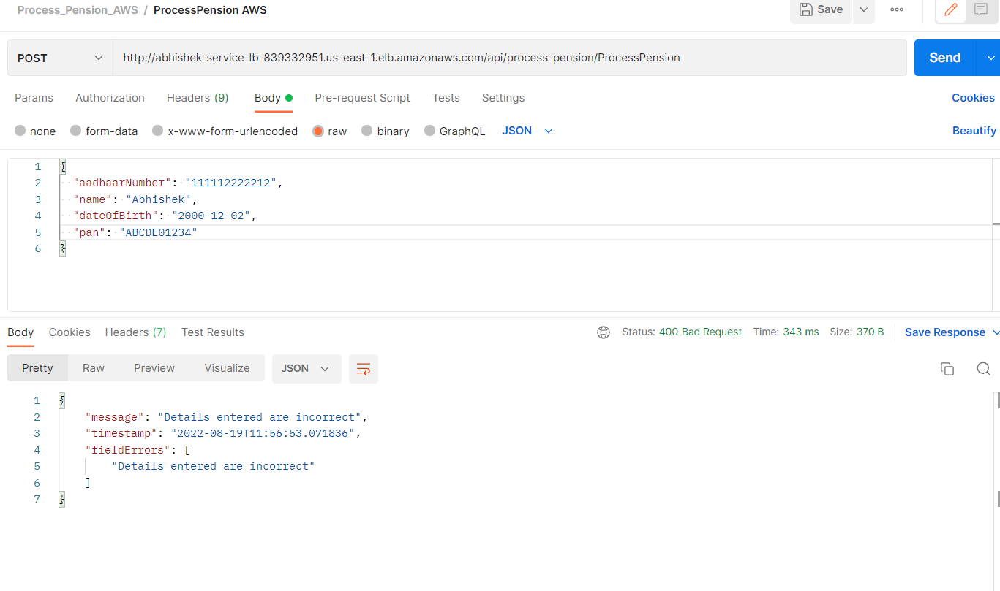 Process_Pension_AWS / ProcessPension AWS
Save
POST
http://abhishek-service-lb-839332951.us-east-1.elb.amazonaws.com/api/process-pension/ProcessPension
Send
Params Authorization Headers (9) Body Pre-request Script Tests Settings Cookies
none form-data x-www-form-urlencoded raw binary GraphQL JSON Beautify
1 {
2 "aadhaarNumber": "111112222212",
3 "name": "Abhishek",
4 "dateOfBirth": "2000-12-02",
5 "pan": "ABCDE01234"
6 }
Body Cookies Headers (7) Test Results Status: 400 Bad Request Time: 343 ms Size: 370 B Save Response
Pretty Raw Preview Visualize JSON
1 {
2 "message": "Details entered are incorrect",
3 "timestamp": "2022-08-19T11:56:53.071836",
4 "fieldErrors": [
5 "Details entered are incorrect"
6 ]
7 }